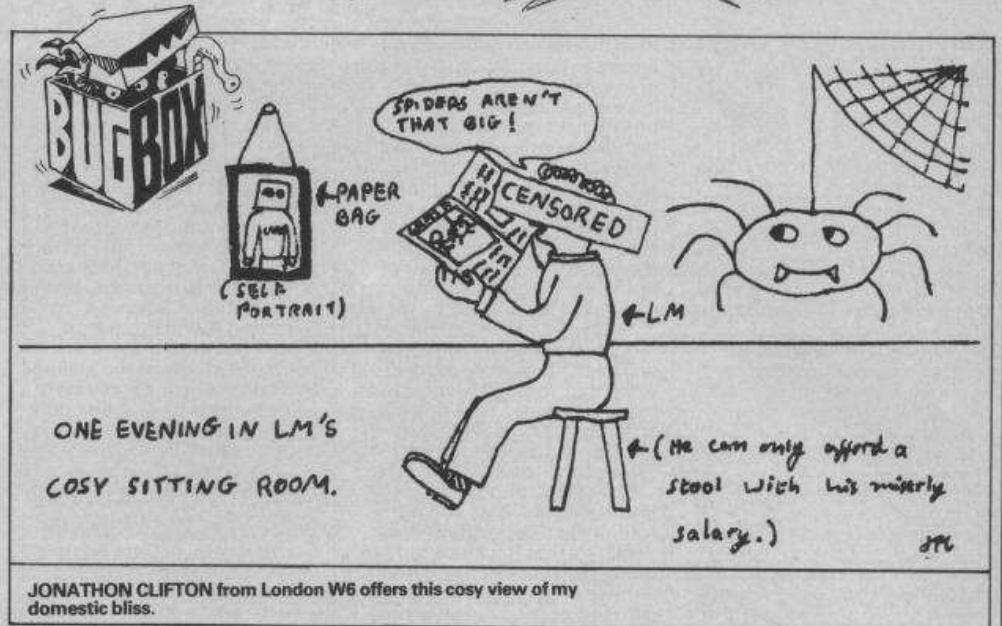 BUGBOX
SPIDERS AREN'T
THAT BIG!
CENSORED
PAPER
BAG
(SELF
PORTRAIT)
LM
ONE EVENING IN LM'S
COSY SITTING ROOM.
(He can only afford a
stool with his miserly
salary.)
JONATHON CLIFTON from London W6 offers this cosy view of my
domestic bliss.